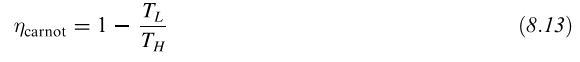 η_carnot = 1 − T_L/T_H (8.13)